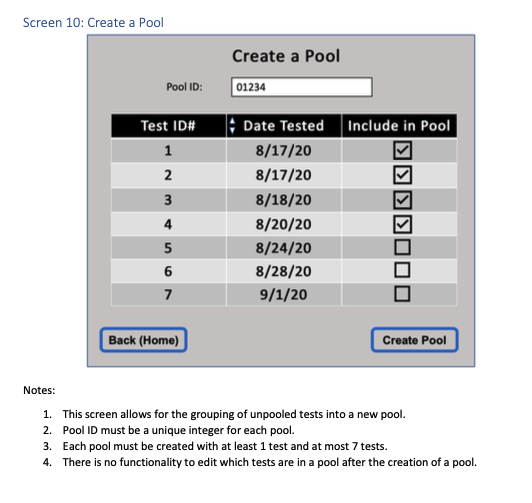 Screen 10: Create a Pool
Create a Pool
Pool ID: 01234
Test ID# Date Tested Include in Pool
1 8/17/20
2 8/17/20
3 8/18/20
4 8/20/20
5 8/24/20
6 8/28/20
7 9/1/20
Back (Home) Create Pool
Notes:
1. This screen allows for the grouping of unpooled tests into a new pool.
2. Pool ID must be a unique integer for each pool.
3. Each pool must be created with at least 1 test and at most 7 tests.
4. There is no functionality to edit which tests are in a pool after the creation of a pool.